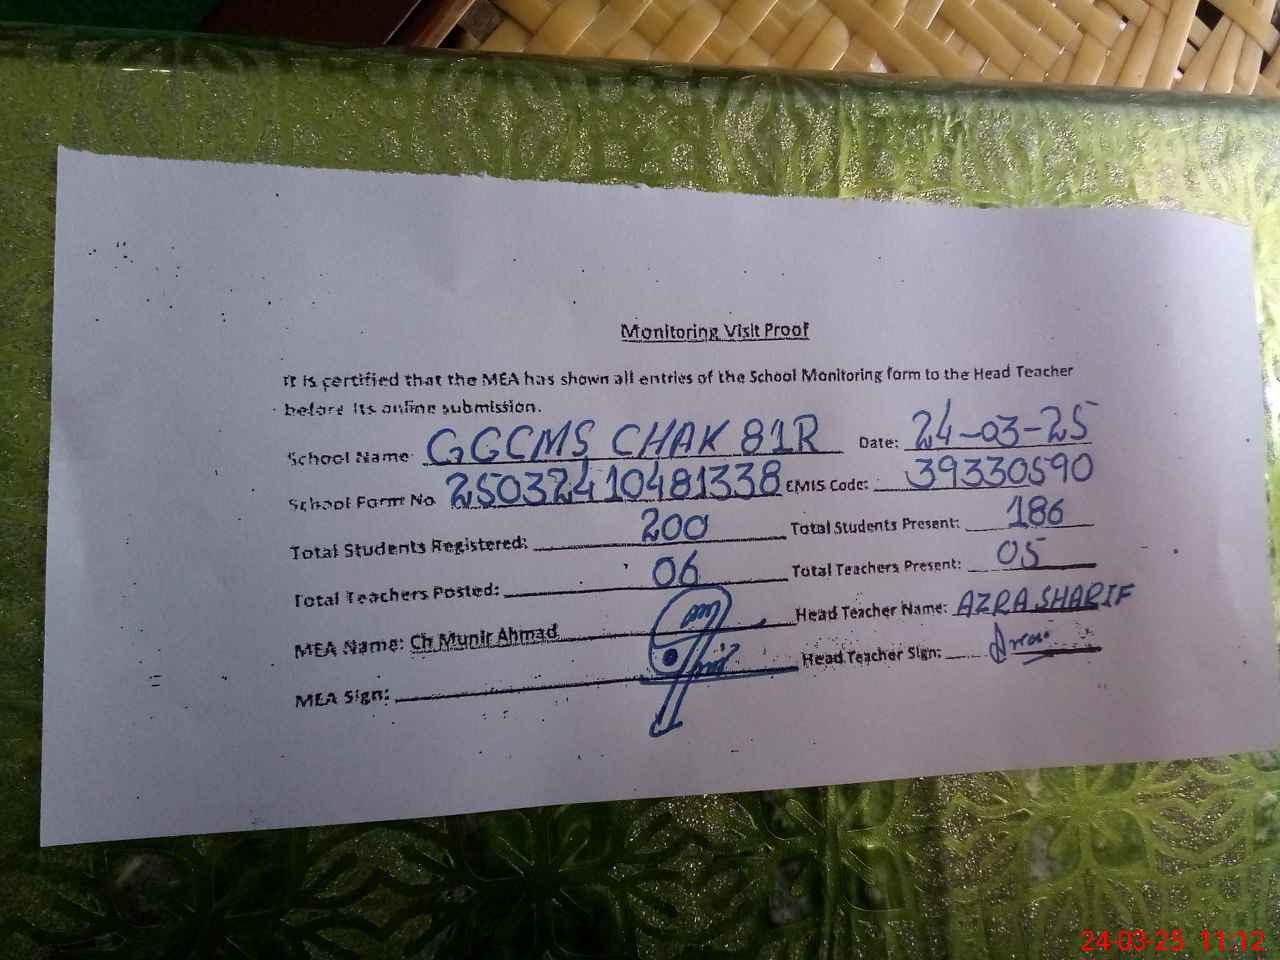 Monitoring Visit Proof
It is certified that the MEA has shown all entries of the School Monitoring form to the Head Teacher
before its online submission.
School Name GGCMS CHAK 81R Date: 24-03-25
School Form No 25032410481338 EMIS Code: 39330590
Total Students Registered: 200 Total Students Present: 186
Total Teachers Posted: 06 Total Teachers Present: 05
MEA Name: Ch Munir Ahmad Head Teacher Name: AZRA SHARIF
MEA Sign: Head Teacher Sign:
24-03-25 11:12